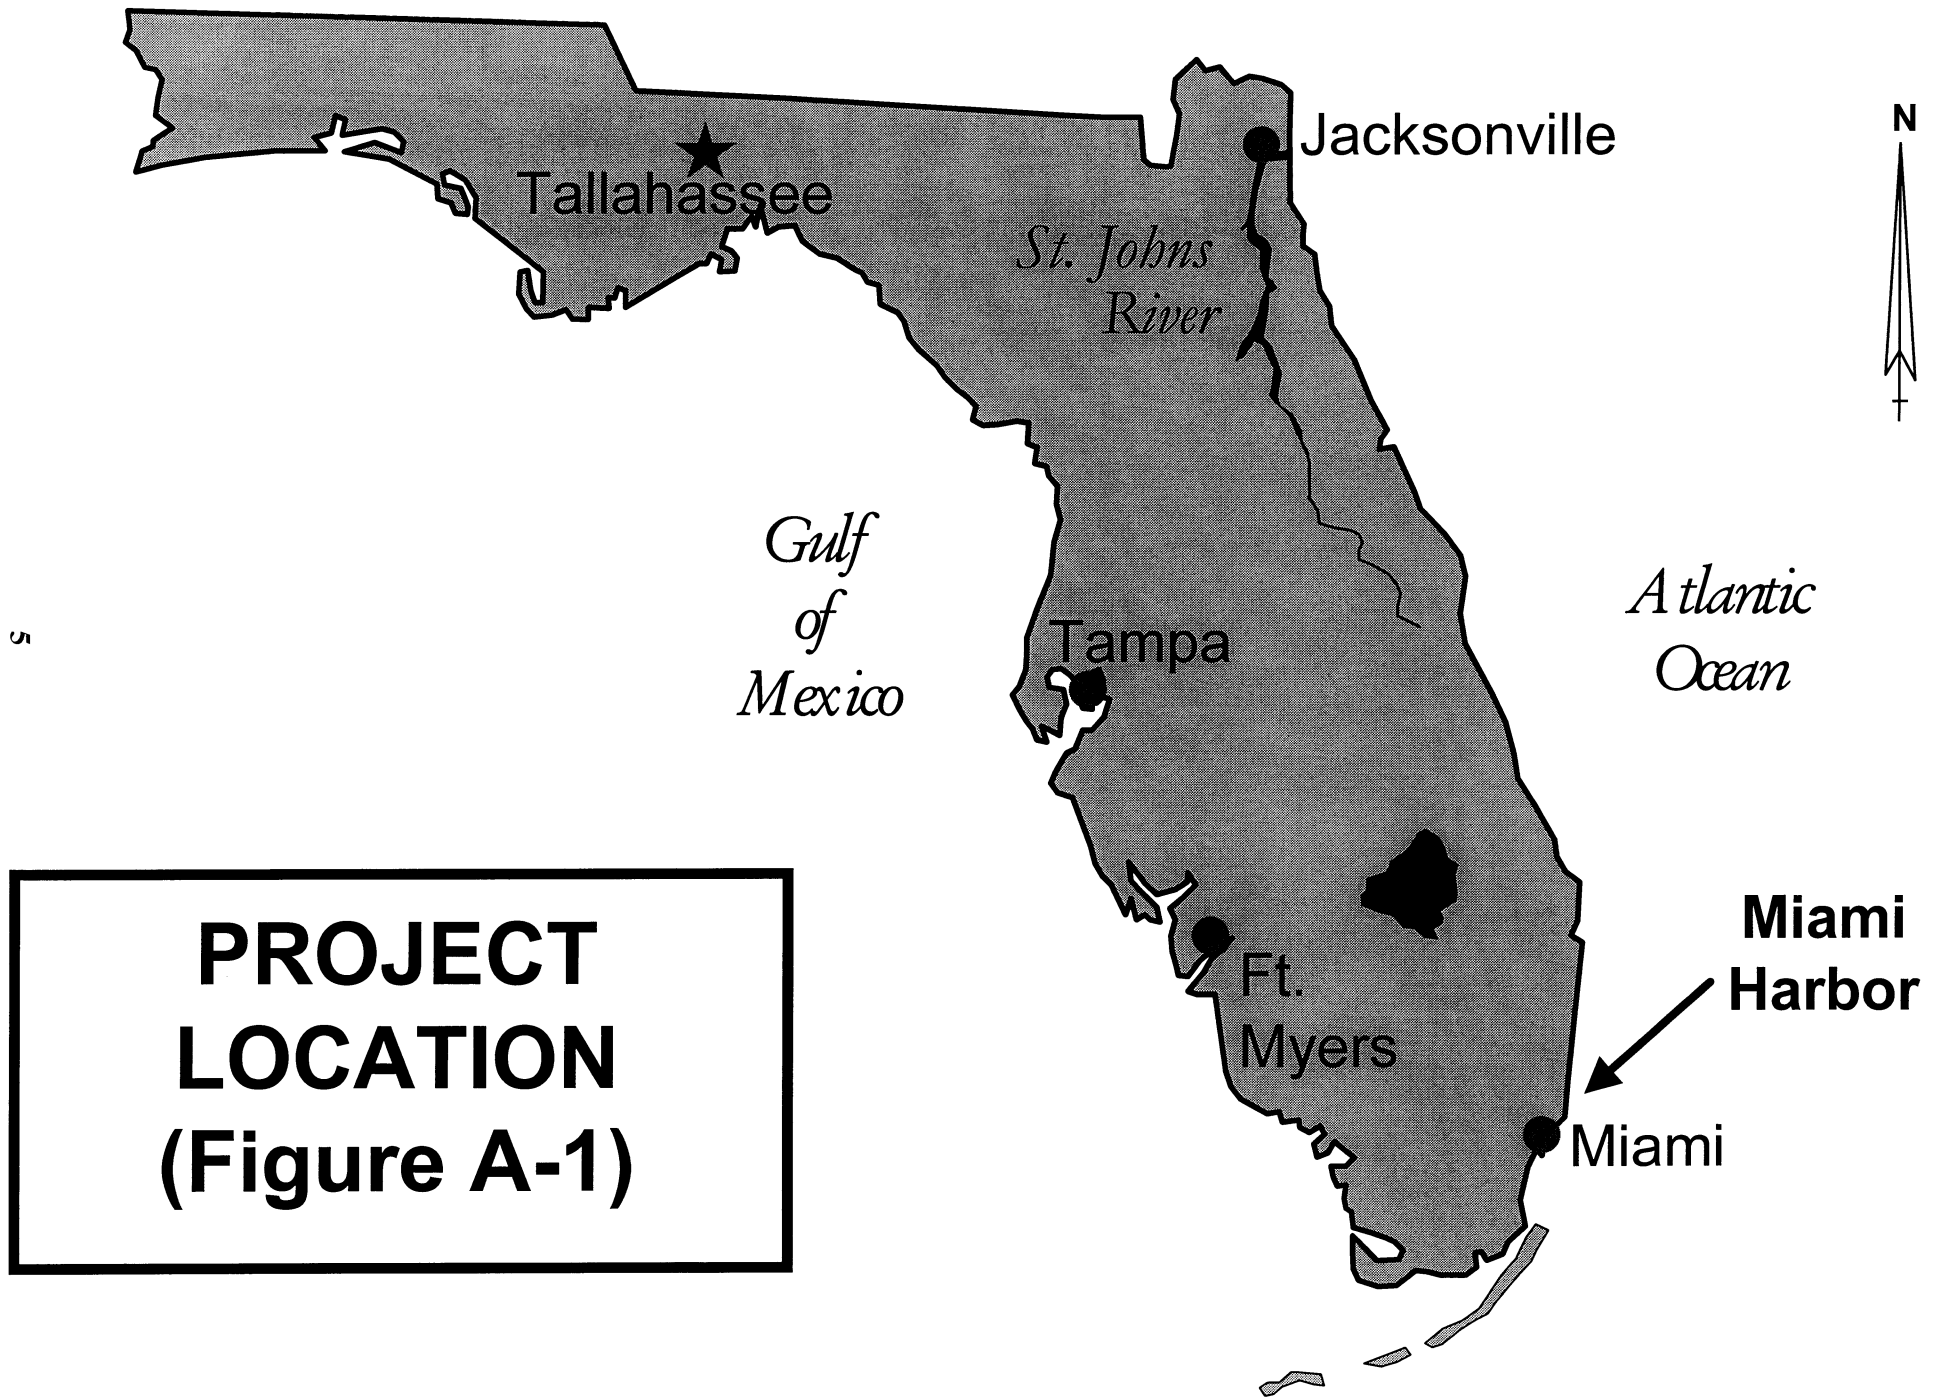 Jacksonville
N
Tallahassee
St. Johns
River
Gulf
of
Mexico
Atlantic
Ocean
5
Tampa
PROJECT
LOCATION
(Figure A-1)
Miami
Harbor
Ft.
Myers
Miami